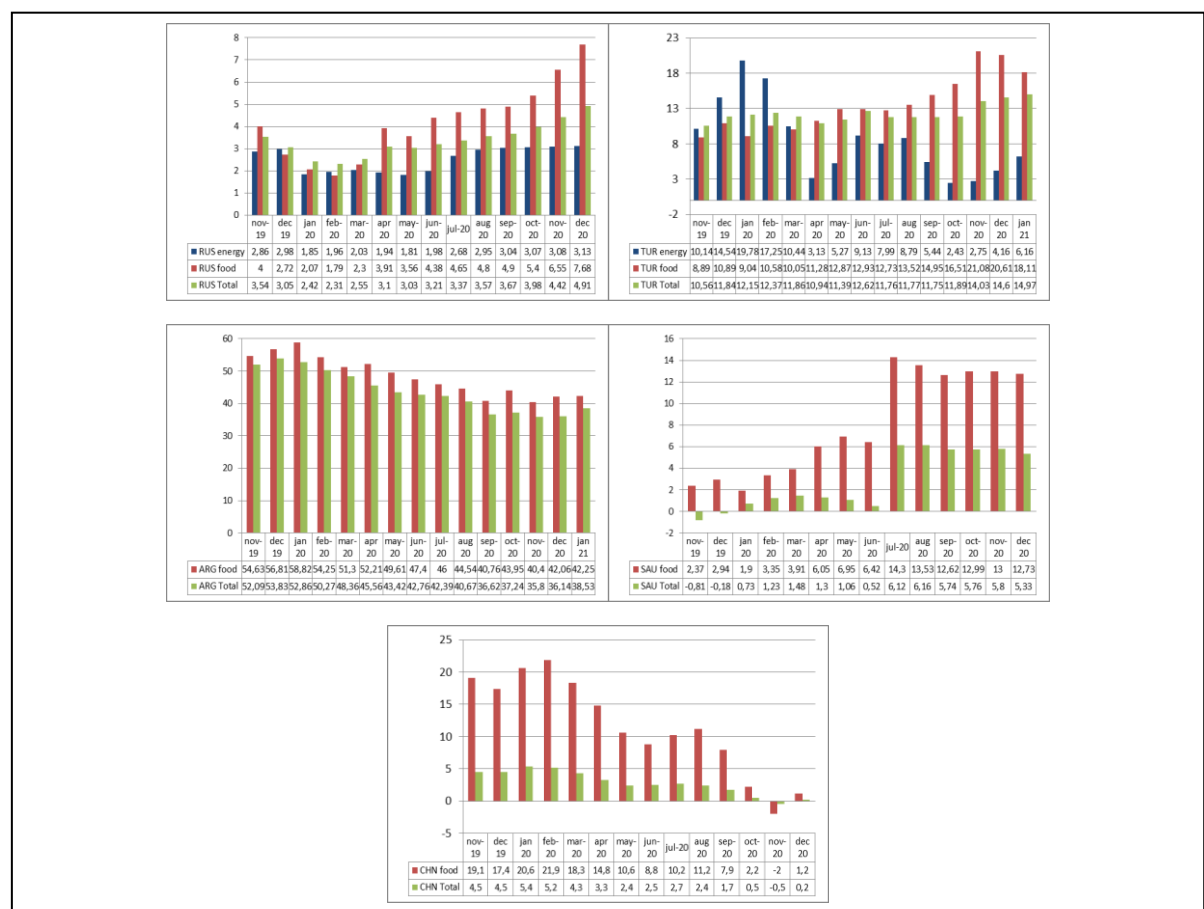 8
7
6
5
4
3
2
1
0
nov-19 dec 19 jan 20 feb-20 mar-20 apr 20 may-20 jun-20 jul-20 aug 20 sep-20 oct-20 nov-20 dec 20
RUS energy 2,86 2,98 1,85 1,96 2,03 1,94 1,81 1,98 2,68 2,95 3,04 3,07 3,08 3,13
RUS food 4 2,72 2,07 1,79 2,3 3,91 3,56 4,38 4,65 4,8 4,9 5,4 6,55 7,68
RUS Total 3,54 3,05 2,42 2,31 2,55 3,1 3,03 3,21 3,37 3,57 3,67 3,98 4,42 4,91
23
18
13
8
3
-2
nov-19 dec 19 jan 20 feb-20 mar-20 apr 20 may-20 jun 20 jul 20 aug 20 sep-20 oct-20 nov-20 dec 20 jan 21
TUR energy 10,14 14,54 19,78 17,25 10,44 3,13 5,27 9,13 7,99 8,79 5,44 2,43 2,75 4,16 6,16
TUR food 8,89 10,89 9,04 10,58 10,05 11,28 12,87 12,93 12,73 13,52 14,95 16,51 21,08 20,61 18,11
TUR Total 10,56 11,84 12,15 12,37 11,86 10,94 11,39 12,62 11,76 11,77 11,75 11,89 14,03 14,6 14,97
60
50
40
30
20
10
0
nov-19 dec 19 jan 20 feb-20 mar-20 apr 20 may-20 jun-20 jul-20 aug 20 sep-20 oct-20 nov-20 dec 20 jan 21
ARG food 54,63 56,81 58,82 54,25 51,3 52,21 49,61 47,4 46 44,54 40,76 43,95 40,4 42,06 42,25
ARG Total 52,09 53,83 52,86 50,27 48,36 45,56 43,42 42,76 42,39 40,67 36,62 37,24 35,8 36,14 38,53
16
14
12
10
8
6
4
2
0
-2
nov-19 dec 19 jan 20 feb-20 mar-20 apr 20 may-20 jun-20 jul-20 aug 20 sep-20 oct-20 nov-20 dec 20
SAU food 2,37 2,94 1,9 3,35 3,91 6,05 6,95 6,42 14,3 13,53 12,62 12,99 13 12,73
SAU Total -0,81 -0,18 0,73 1,23 1,48 1,3 1,06 0,52 6,12 6,16 5,74 5,76 5,8 5,33
25
20
15
10
5
0
-5
nov-19 dec 19 jan 20 feb-20 mar-20 apr 20 may-20 jun-20 jul-20 aug 20 sep-20 oct-20 nov-20 dec 20
CHN food 19,1 17,4 20,6 21,9 18,3 14,8 10,6 8,8 10,2 11,2 7,9 2,2 -2 1,2
CHN Total 4,5 4,5 5,4 5,2 4,3 3,3 2,4 2,5 2,7 2,4 1,7 0,5 -0,5 0,2